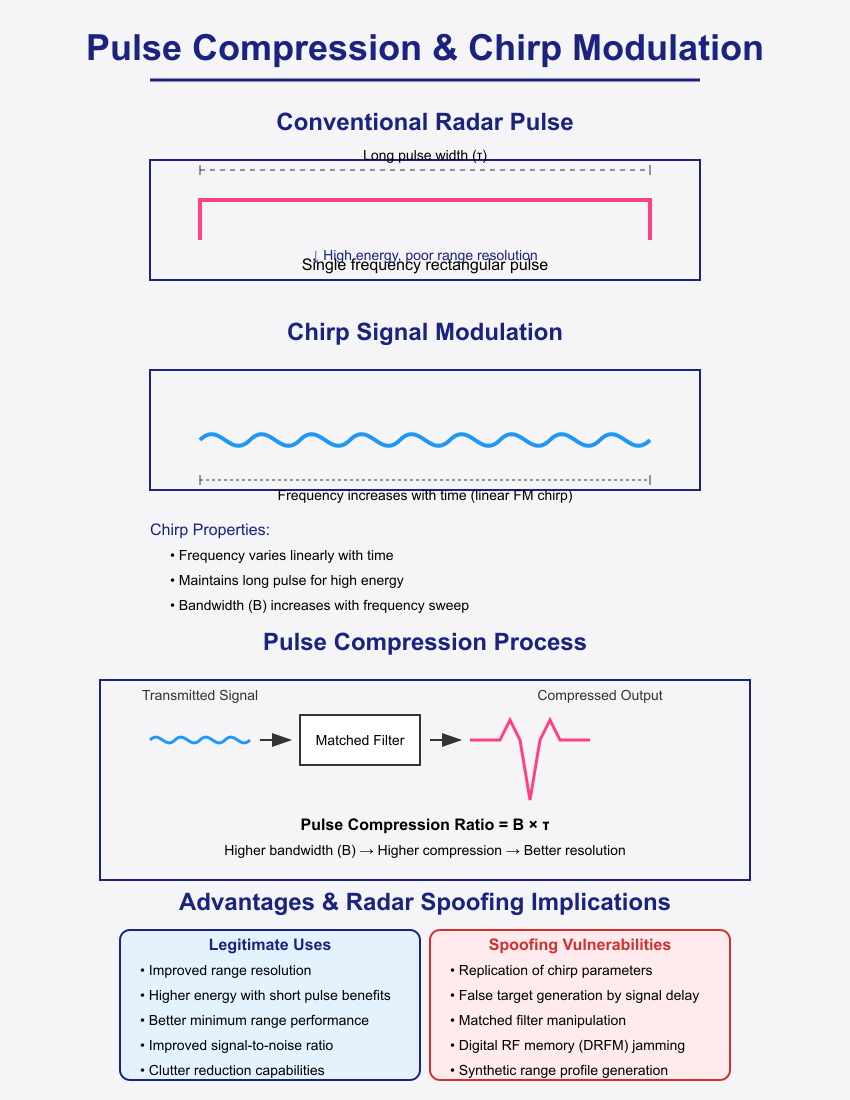 Pulse Compression & Chirp Modulation
Conventional Radar Pulse
Long pulse width (τ)
↓ High energy, poor range resolution
Single frequency rectangular pulse
Chirp Signal Modulation
Frequency increases with time (linear FM chirp)
Chirp Properties:
• Frequency varies linearly with time
• Maintains long pulse for high energy
• Bandwidth (B) increases with frequency sweep
Pulse Compression Process
Transmitted Signal
Compressed Output
Matched Filter
Pulse Compression Ratio = B × τ
Higher bandwidth (B) → Higher compression → Better resolution
Advantages & Radar Spoofing Implications
Legitimate Uses
• Improved range resolution
• Higher energy with short pulse benefits
• Better minimum range performance
• Improved signal-to-noise ratio
• Clutter reduction capabilities
Spoofing Vulnerabilities
• Replication of chirp parameters
• False target generation by signal delay
• Matched filter manipulation
• Digital RF memory (DRFM) jamming
• Synthetic range profile generation